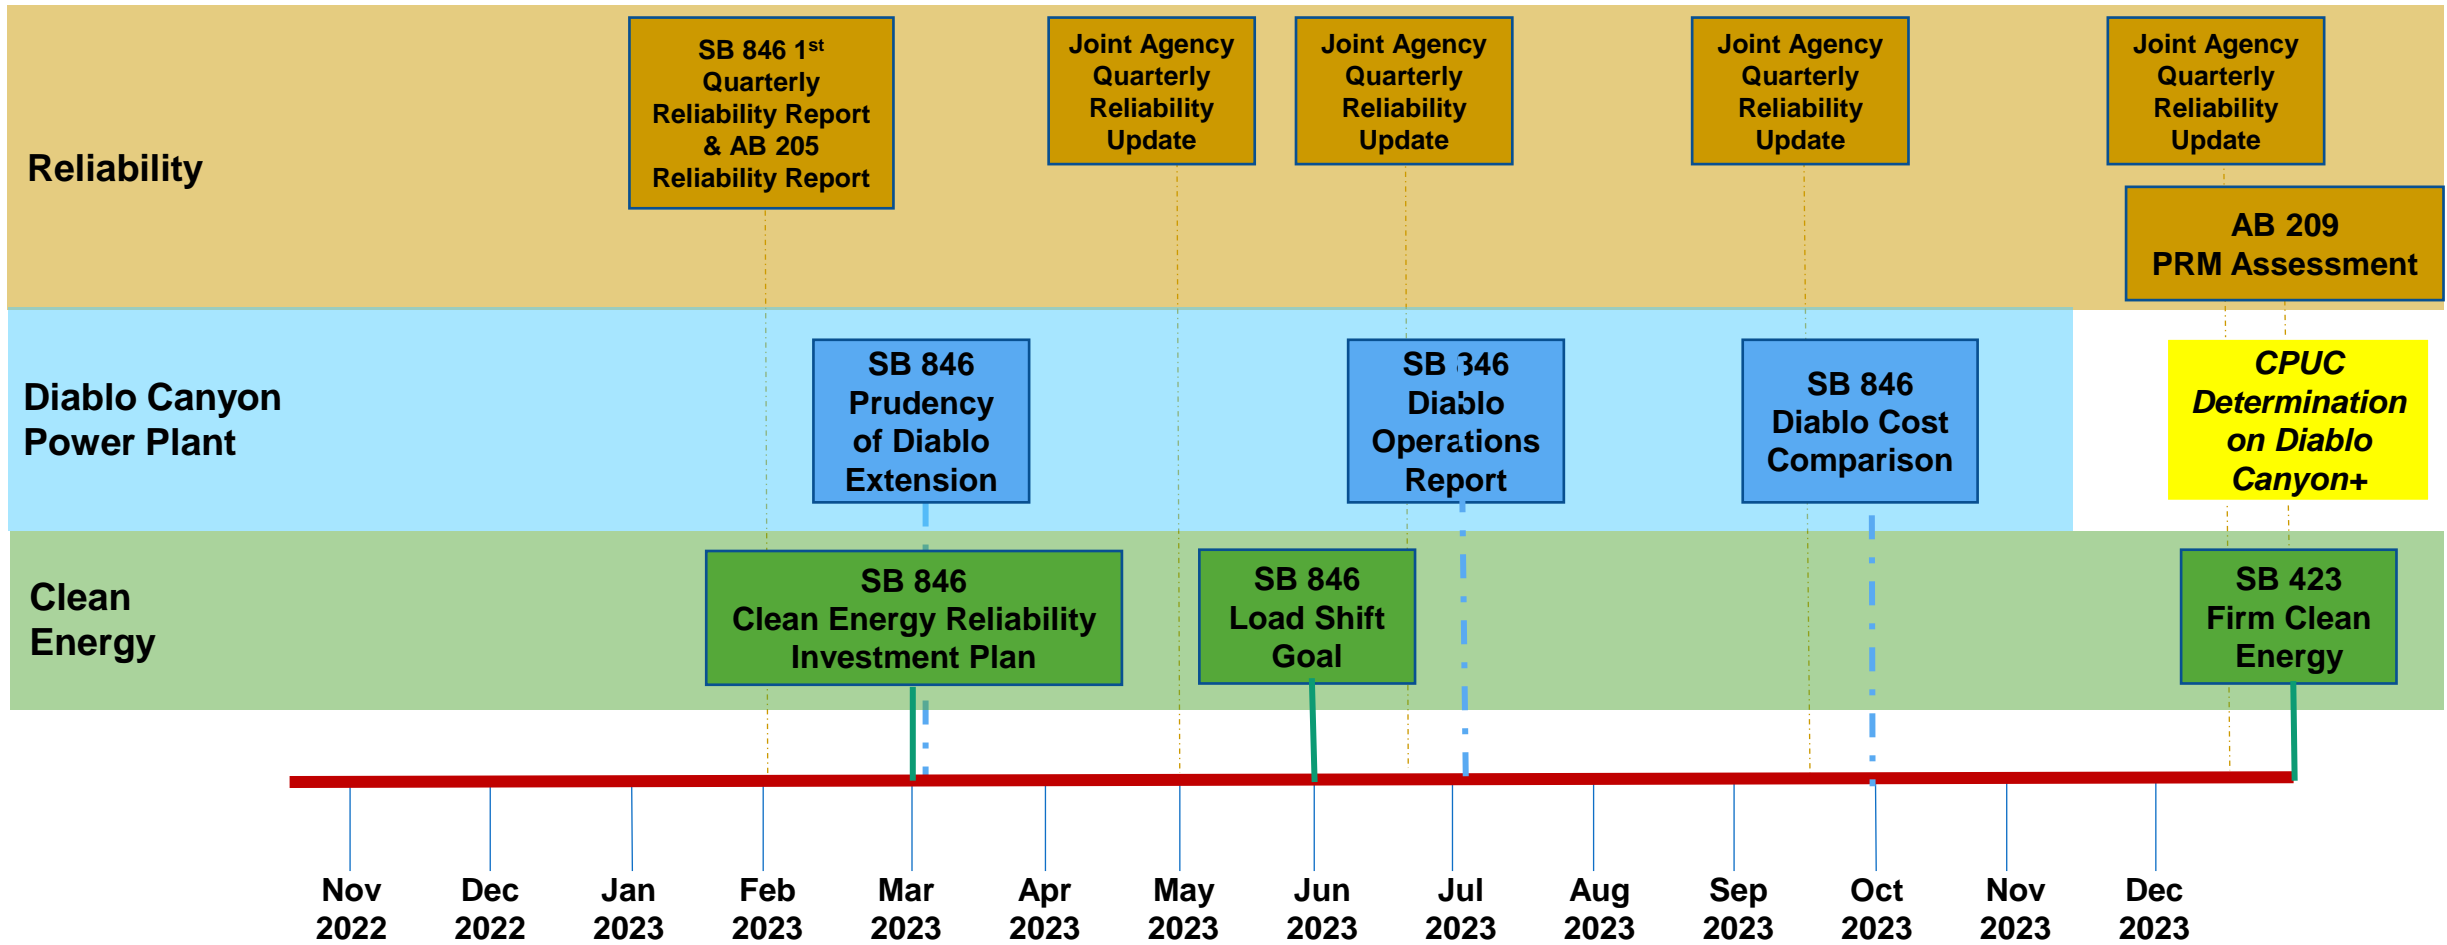 Reliability
SB 846 1st
Quarterly
Reliability Report
& AB 205
Reliability Report
Joint Agency
Quarterly
Reliability
Update
Joint Agency
Quarterly
Reliability
Update
Joint Agency
Quarterly
Reliability
Update
Joint Agency
Quarterly
Reliability
Update
AB 209
PRM Assessment
Diablo Canyon
Power Plant
SB 846
Prudency
of Diablo
Extension
SB 846
Diablo
Operations
Report
SB 846
Diablo Cost
Comparison
CPUC
Determination
on Diablo
Canyon+
Clean
Energy
SB 846
Clean Energy Reliability
Investment Plan
SB 846
Load Shift
Goal
SB 423
Firm Clean
Energy
Nov
2022
Dec
2022
Jan
2023
Feb
2023
Mar
2023
Apr
2023
May
2023
Jun
2023
Jul
2023
Aug
2023
Sep
2023
Oct
2023
Nov
2023
Dec
2023